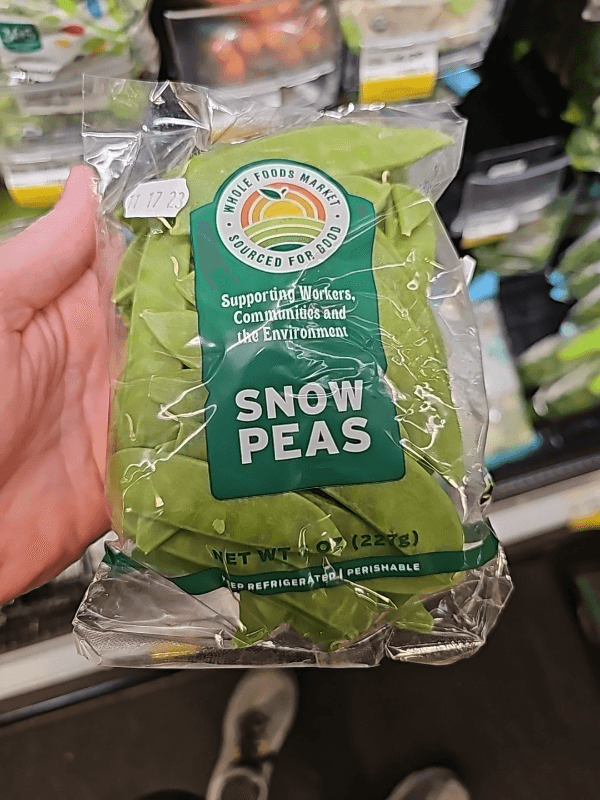 365
11 17 23
WHOLE FOODS MARKET
SOURCED FOR GOOD
Supporting Workers,
Communities and
the Environment
SNOW
PEAS
NET WT OZ (227g)
REFRIGERATED | PERISHABLE